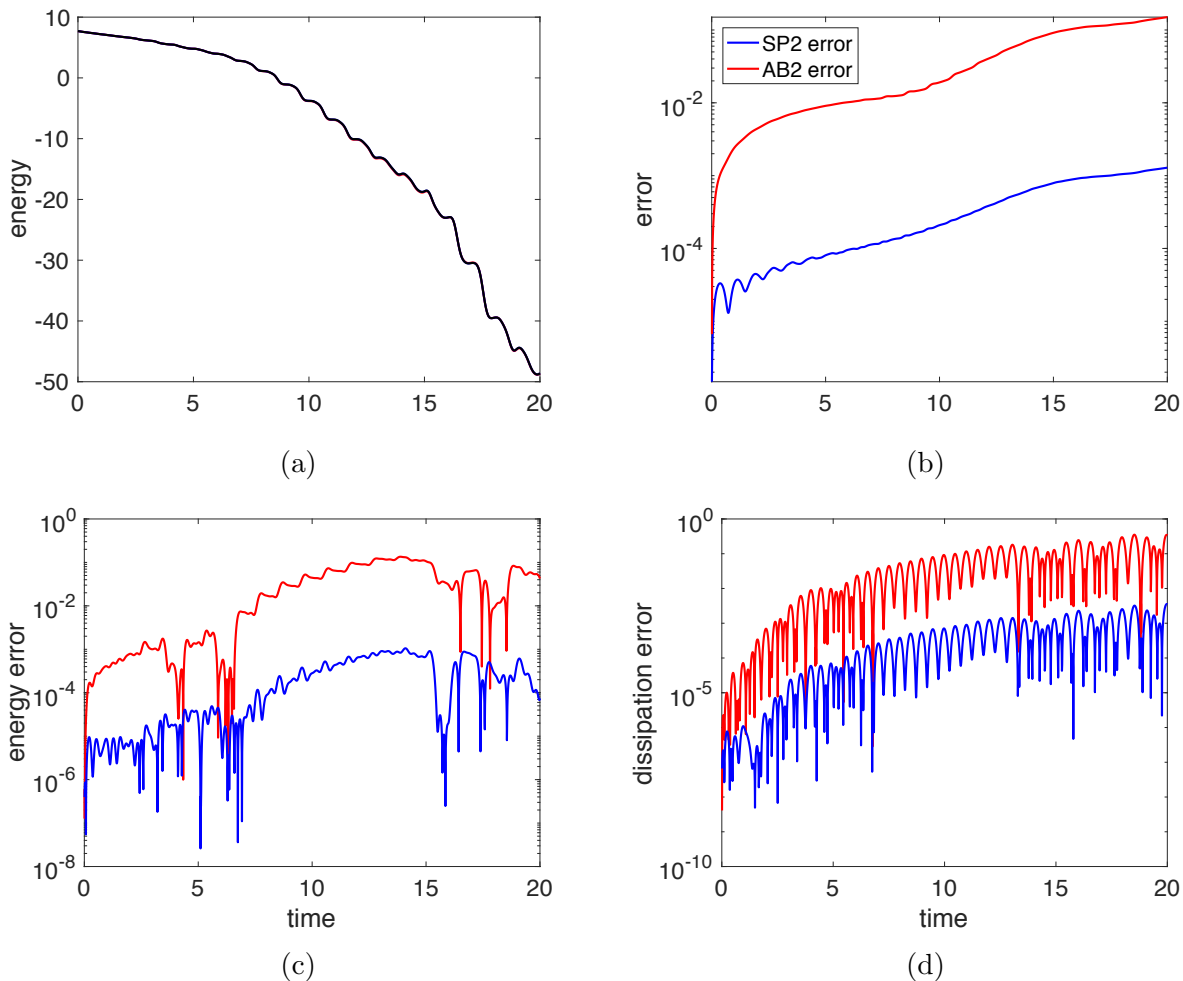 10
0
-10
-20
-30
-40
-50
0 5 10 15 20
energy
(a)
SP2 error
AB2 error
10^-2
10^-4
0 5 10 15 20
error
(b)
10^0
10^-2
10^-4
10^-6
10^-8
0 5 10 15 20
energy error
time
(c)
10^0
10^-5
10^-10
0 5 10 15 20
dissipation error
time
(d)